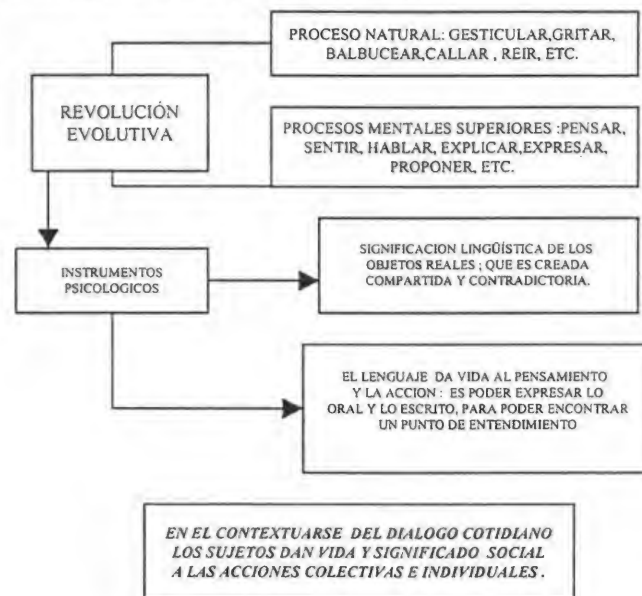 PROCESO NATURAL: GESTICULAR,GRITAR,
BALBUCEAR,CALLAR , REIR, ETC.
REVOLUCIÓN
EVOLUTIVA
PROCESOS MENTALES SUPERIORES :PENSAR,
SENTIR, HABLAR, EXPLICAR,EXPRESAR,
PROPONER, ETC.
INSTRUMENTOS
PSICOLOGICOS
SIGNIFICACION LINGÜÍSTICA DE LOS
OBJETOS REALES ; QUE ES CREADA
COMPARTIDA Y CONTRADICTORIA.
EL LENGUAJE DA VIDA AL PENSAMIENTO
Y LA ACCION : ES PODER EXPRESAR LO
ORAL Y LO ESCRITO, PARA PODER ENCONTRAR
UN PUNTO DE ENTENDIMIENTO
EN EL CONTEXTUARSE DEL DIALOGO COTIDIANO
LOS SUJETOS DAN VIDA Y SIGNIFICADO SOCIAL
A LAS ACCIONES COLECTIVAS E INDIVIDUALES .